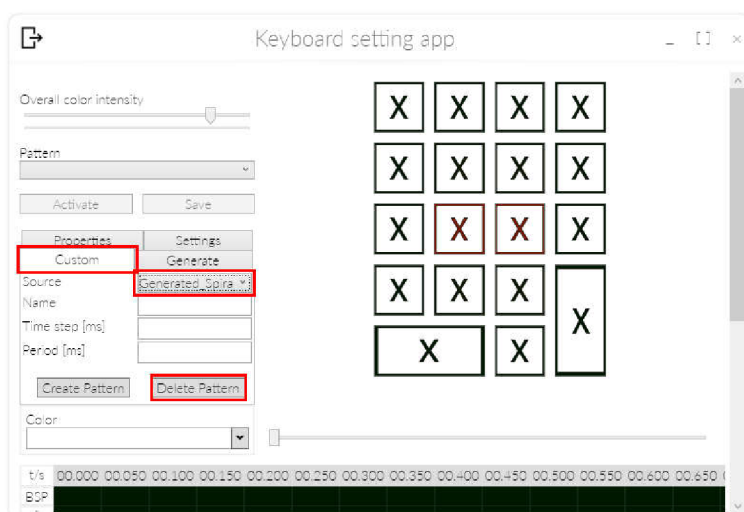 Keyboard setting app
Overall color intensity
Pattern
Activate Save
Properties Settings
Custom Generate
Source Generated_Spira
Name
Time step [ms]
Period [ms]
Create Pattern Delete Pattern
Color
X X X X
X X X X
X X X X
X X X X
X X
t/s 00.000 00.050 00.100 00.150 00.200 00.250 00.300 00.350 00.400 00.450 00.500 00.550 00.600 00.650
BSP